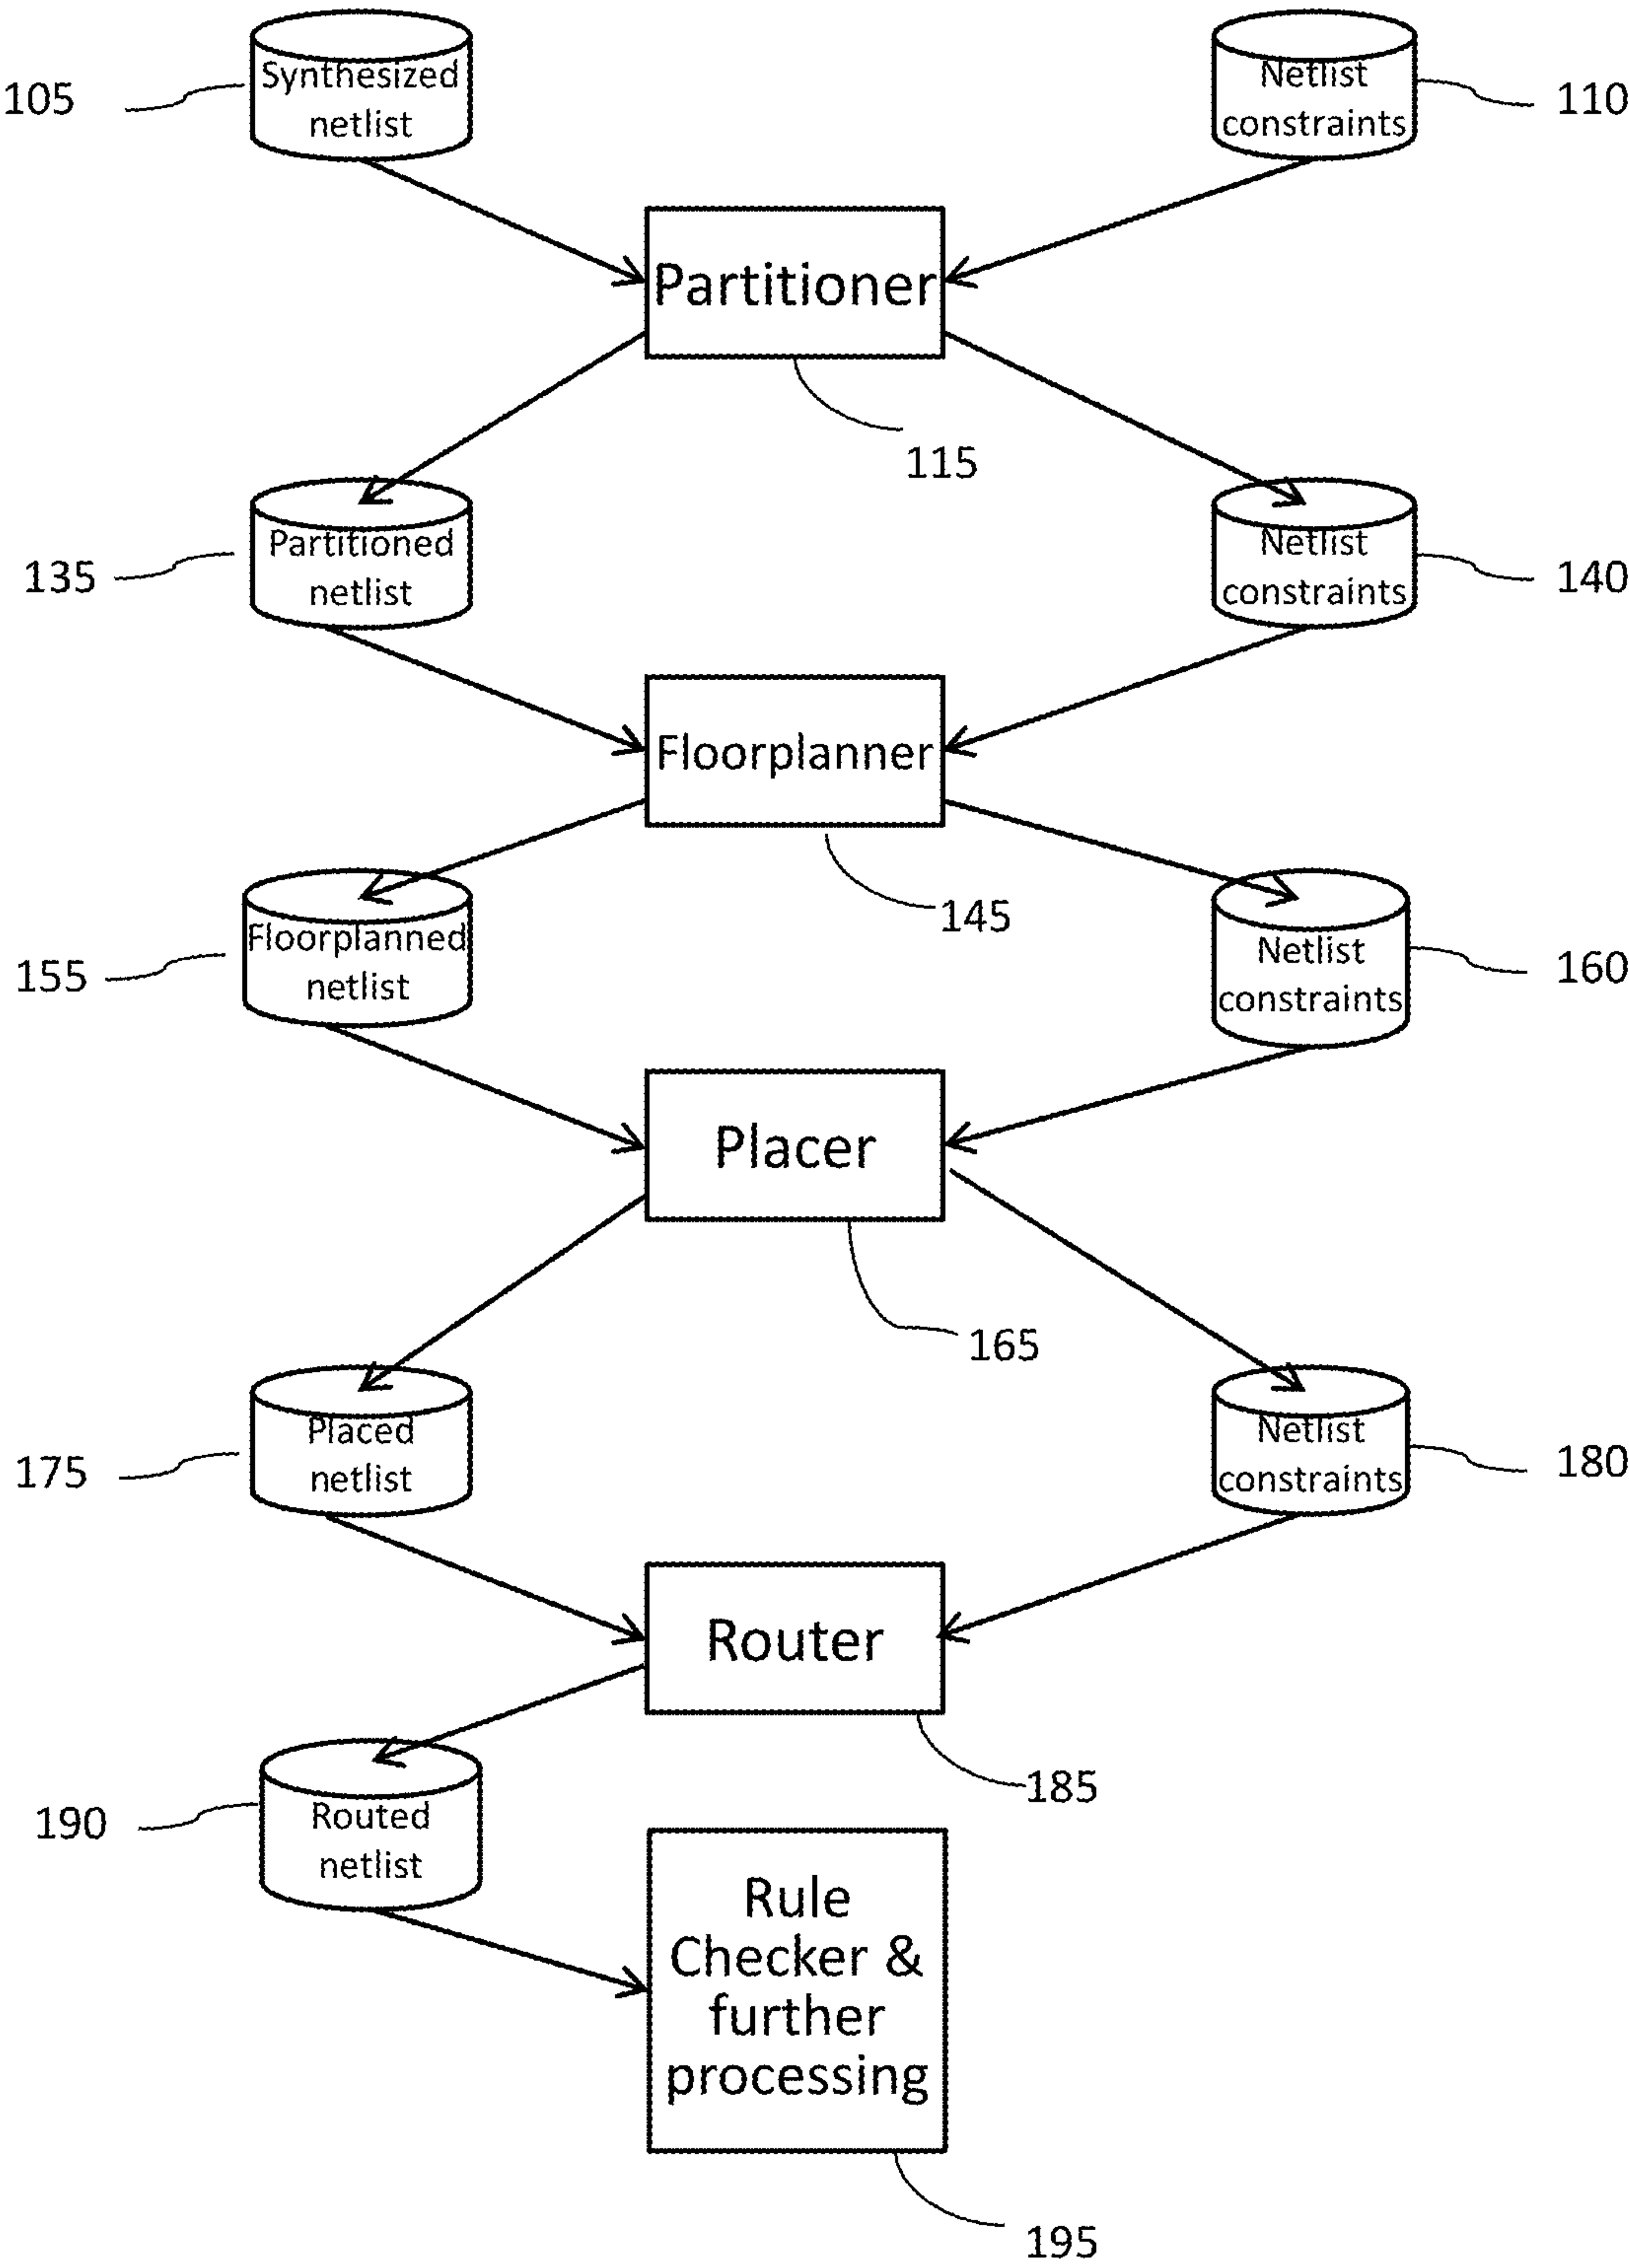 105
Synthesized
netlist
Netlist
constraints
110
Partitioner
115
135
Partitioned
netlist
Netlist
constraints
140
Floorplanner
145
155
Floorplanned
netlist
Netlist
constraints
160
Placer
165
175
Placed
netlist
Netlist
constraints
180
Router
185
190
Routed
netlist
Rule
Checker &
further
processing
195